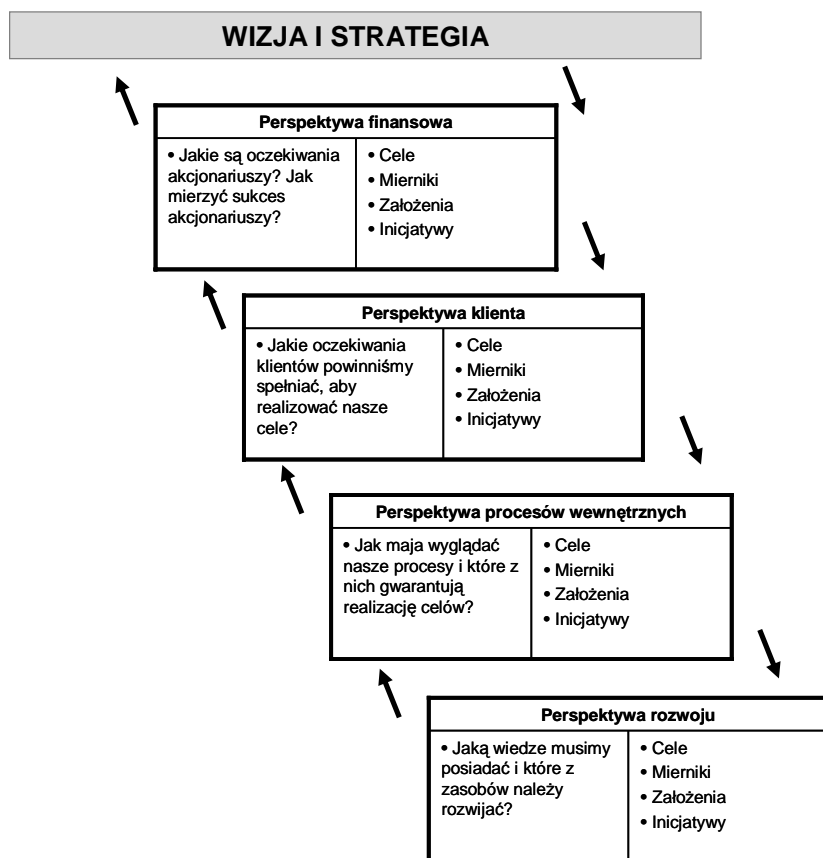 WIZJA I STRATEGIA
Perspektywa finansowa
• Jakie są oczekiwania
akcjonariuszy? Jak
mierzyć sukces
akcjonariuszy?
• Cele
• Mierniki
• Założenia
• Inicjatywy
Perspektywa klienta
• Jakie oczekiwania
klientów powinniśmy
spełniać, aby
realizować nasze
cele?
• Cele
• Mierniki
• Założenia
• Inicjatywy
Perspektywa procesów wewnętrznych
• Jak maja wyglądać
nasze procesy i które z
nich gwarantują
realizację celów?
• Cele
• Mierniki
• Założenia
• Inicjatywy
Perspektywa rozwoju
• Jaką wiedze musimy
posiadać i które z
zasobów należy
rozwijać?
• Cele
• Mierniki
• Założenia
• Inicjatywy